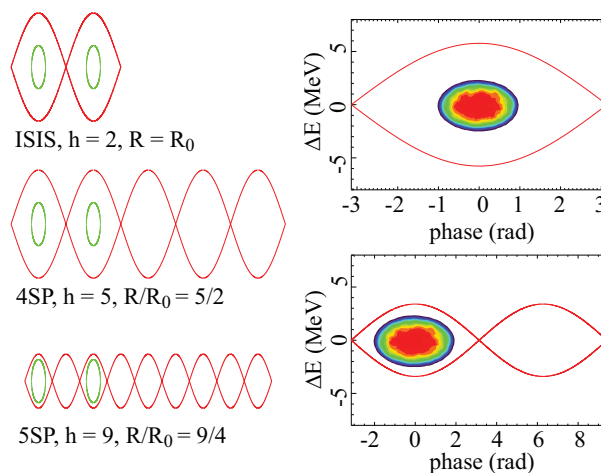 ISIS, h = 2, R = R0
4SP, h = 5, R/R0 = 5/2
5SP, h = 9, R/R0 = 9/4
ΔE (MeV)
5
0
-5
-3 -2 -1 0 1 2 3
phase (rad)
ΔE (MeV)
5
0
-5
-2 0 2 4 6 8
phase (rad)